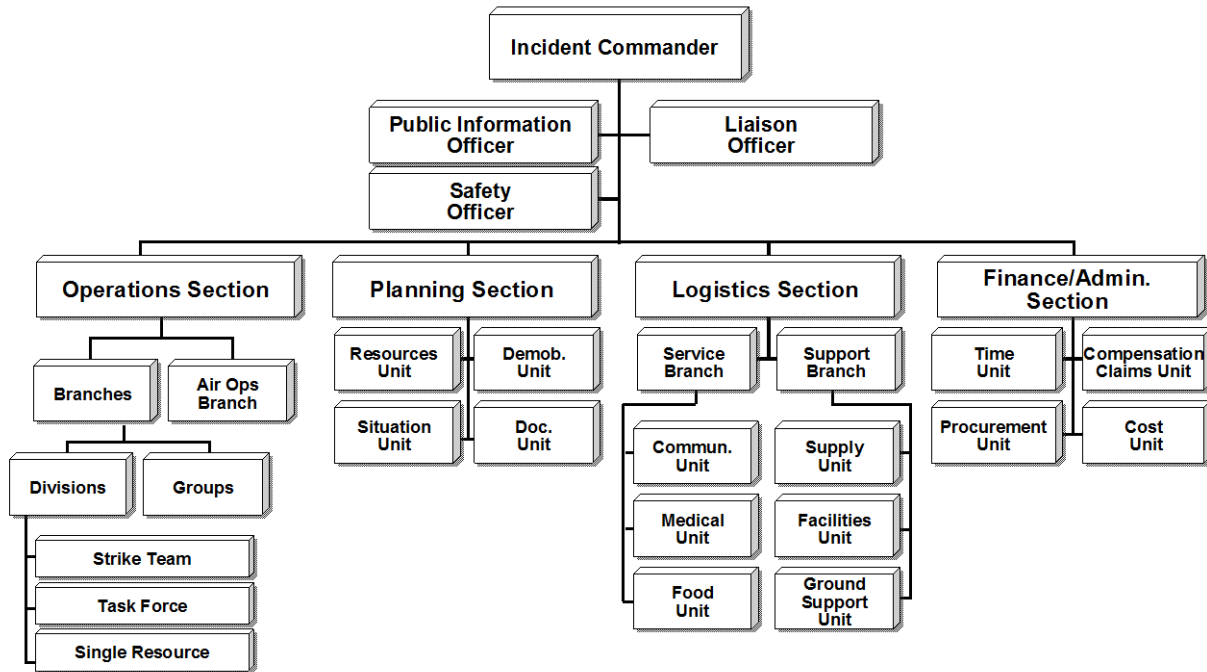 Incident Commander
Public Information
Officer
Liaison
Officer
Safety
Officer
Operations Section
Planning Section
Logistics Section
Finance/Admin.
Section
Branches
Air Ops
Branch
Divisions
Groups
Strike Team
Task Force
Single Resource
Resources
Unit
Demob.
Unit
Situation
Unit
Doc.
Unit
Service
Branch
Support
Branch
Commun.
Unit
Supply
Unit
Medical
Unit
Facilities
Unit
Food
Unit
Ground
Support
Unit
Time
Unit
Compensation
Claims Unit
Procurement
Unit
Cost
Unit